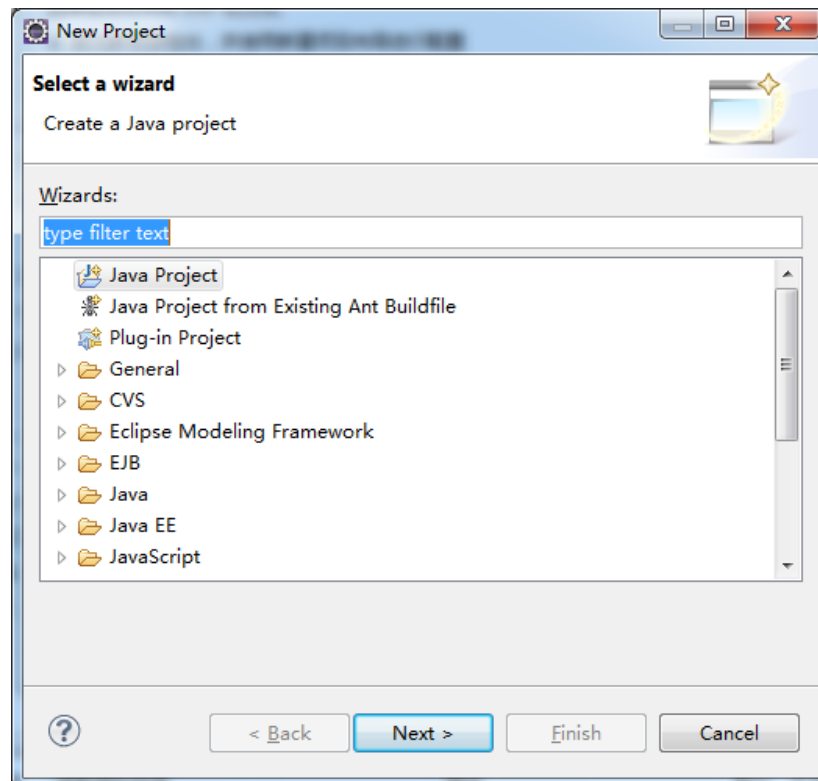 New Project
Select a wizard
Create a Java project
Wizards:
type filter text
Java Project
Java Project from Existing Ant Buildfile
Plug-in Project
General
CVS
Eclipse Modeling Framework
EJB
Java
Java EE
JavaScript
? < Back Next > Finish Cancel